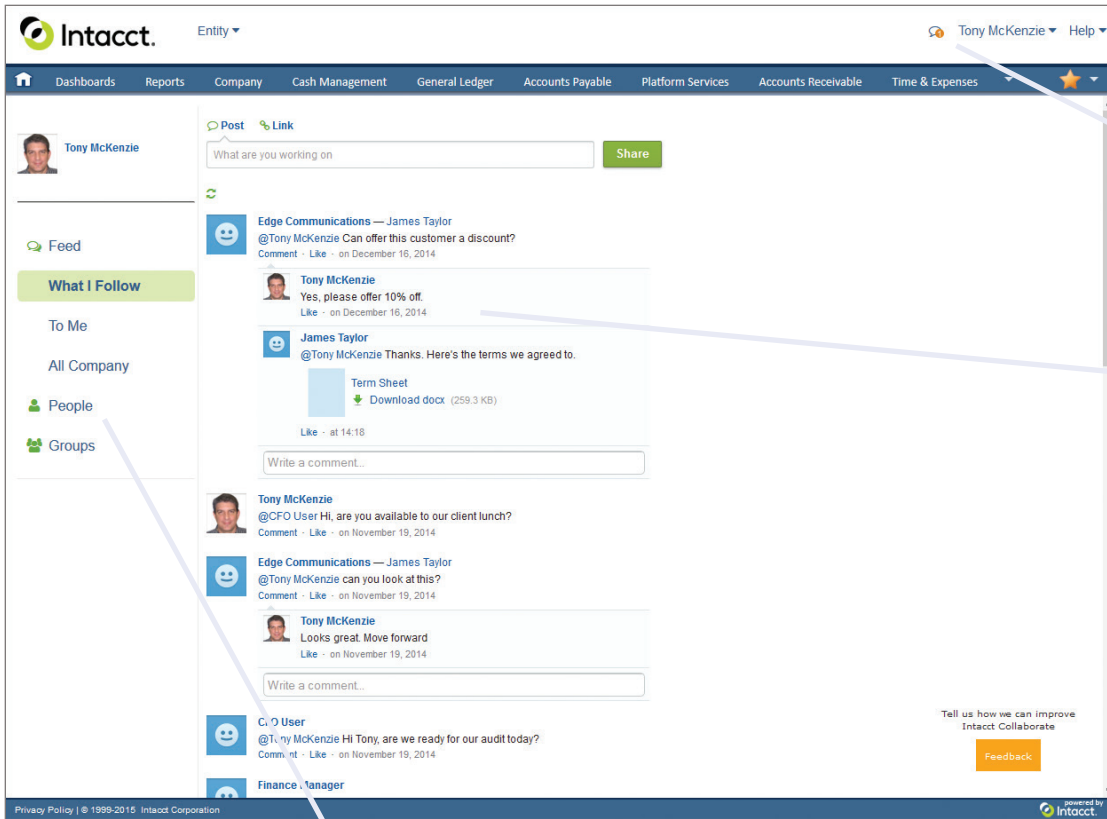 Intacct.
Entity
Tony McKenzie Help
Dashboards Reports Company Cash Management General Ledger Accounts Payable Platform Services Accounts Receivable Time & Expenses
Tony McKenzie
Post Link
What are you working on
Share
Feed
What I Follow
To Me
All Company
People
Groups
Edge Communications — James Taylor
@Tony McKenzie Can offer this customer a discount?
Comment · Like · on December 16, 2014
Tony McKenzie
Yes, please offer 10% off.
Like · on December 16, 2014
James Taylor
@Tony McKenzie Thanks. Here's the terms we agreed to.
Term Sheet
Download docx (259.3 KB)
Like · at 14:18
Write a comment...
Tony McKenzie
@CFO User Hi, are you available to our client lunch?
Comment · Like · on November 19, 2014
Edge Communications — James Taylor
@Tony McKenzie can you look at this?
Comment · Like · on November 19, 2014
Tony McKenzie
Looks great. Move forward
Like · on November 19, 2014
Write a comment...
CFO User
@Tony McKenzie Hi Tony, are we ready for our audit today?
Comment · Like · on November 19, 2014
Finance Manager
Tell us how we can improve
Intacct Collaborate
Feedback
Privacy Policy | © 1999-2015 Intacct Corporation
powered by
Intacct.